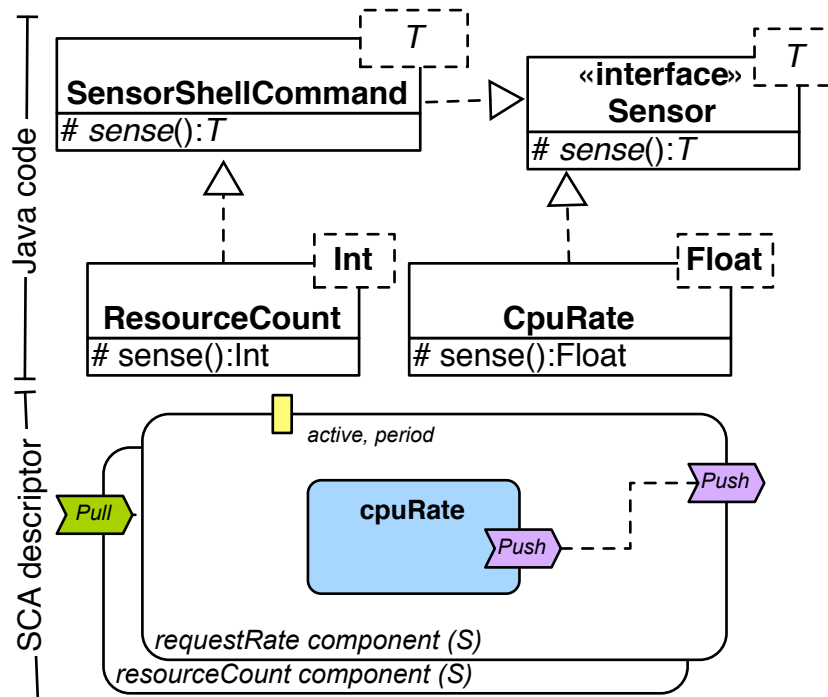 Java code
SCA descriptor
T
SensorShellCommand
# sense():T
T
«interface»
Sensor
# sense():T
Int
ResourceCount
# sense():Int
Float
CpuRate
# sense():Float
active, period
Pull
cpuRate
Push
Push
requestRate component (S)
resourceCount component (S)